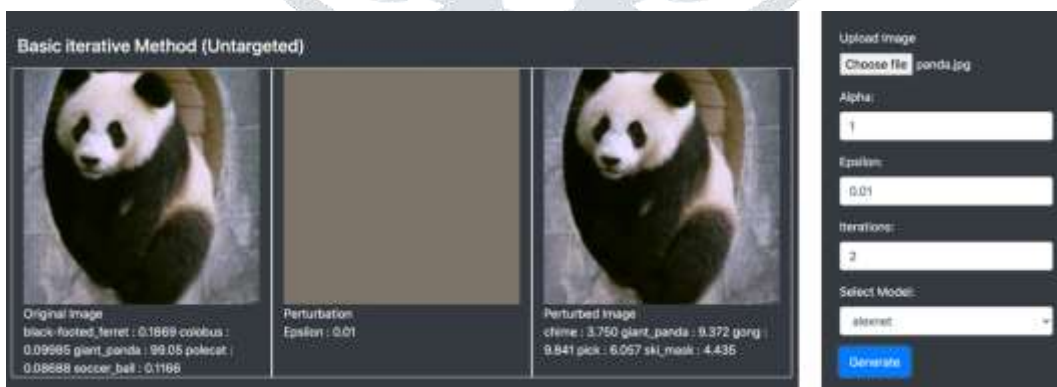 Basic iterative Method (Untargeted)
Original Image
black-footed_ferret : 0.1869 colobus :
0.09985 giant_panda : 99.05 polecat :
0.08688 soccer_ball : 0.1166
Perturbation
Epsilon : 0.01
Perturbed Image
chime : 3.750 giant_panda : 9.372 gong :
9.841 pick : 6.057 ski_mask : 4.435
Upload Image
Choose file panda.jpg
Alpha:
1
Epsilon:
0.01
Iterations:
2
Select Model:
alexnet
Generate